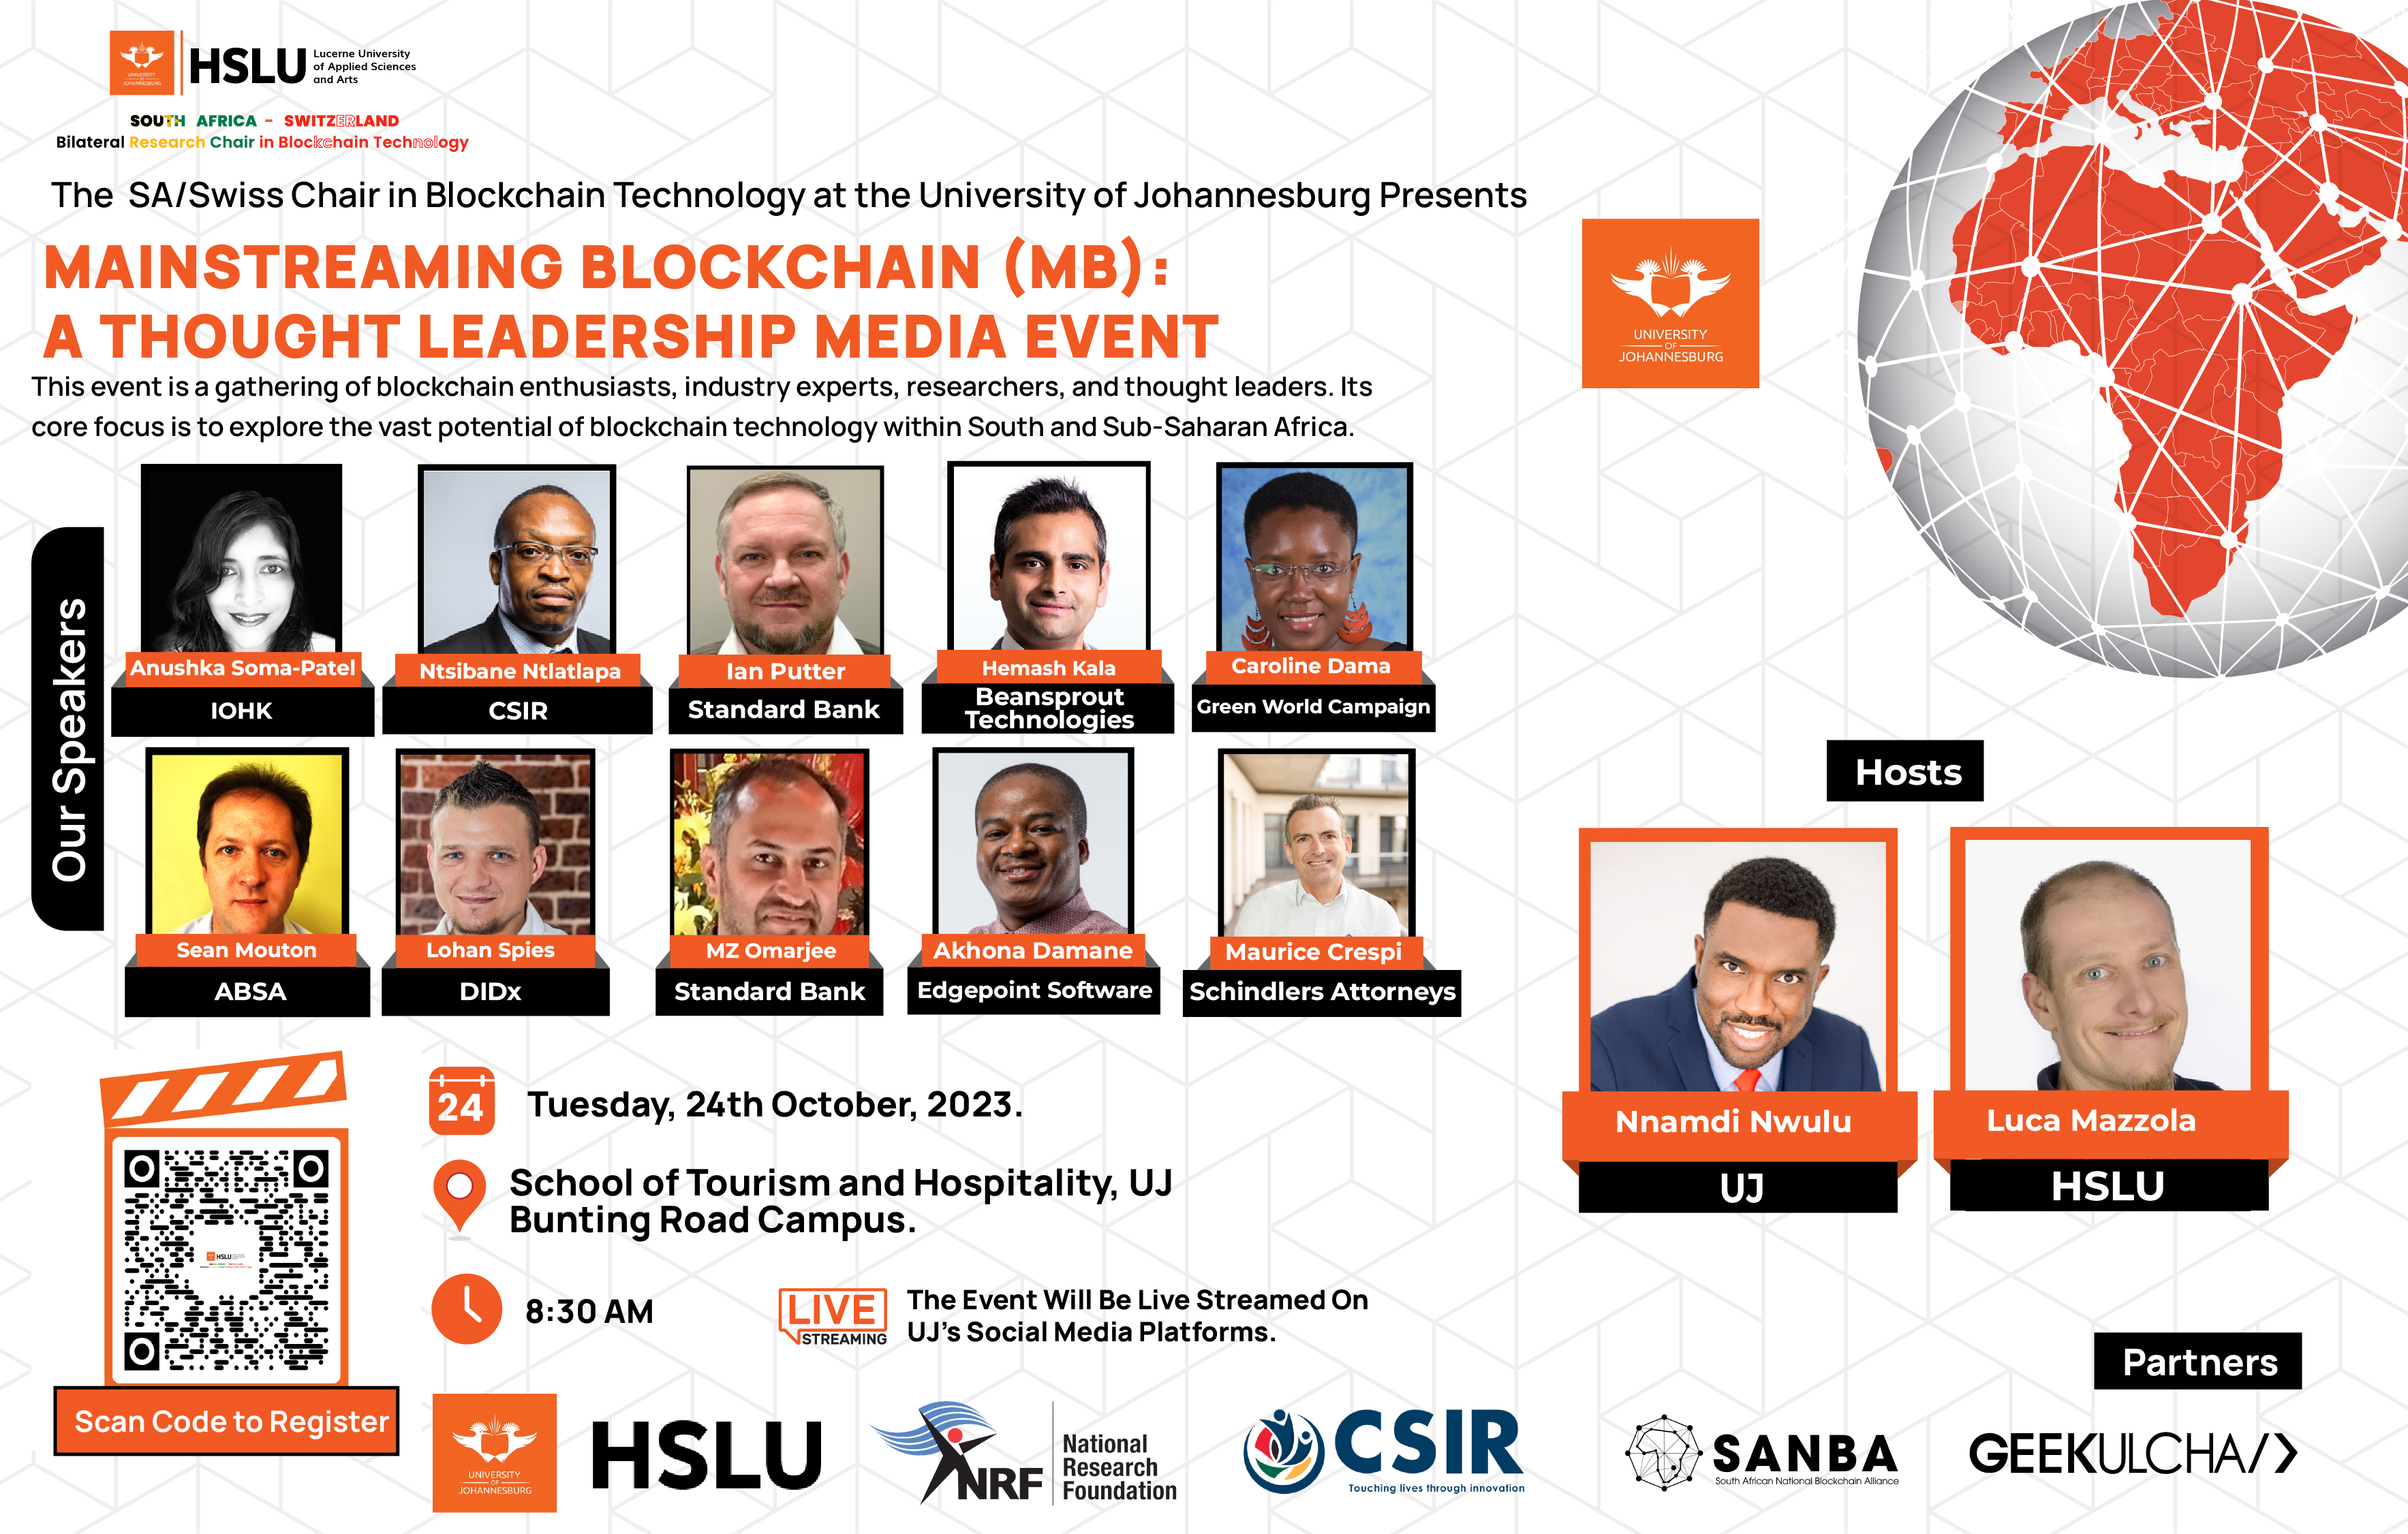 UNIVERSITY
OF
JOHANNESBURG
HSLU
Lucerne University
of Applied Sciences
and Arts
SOUTH AFRICA - SWITZERLAND
Bilateral Research Chair in Blockchain Technology
The SA/Swiss Chair in Blockchain Technology at the University of Johannesburg Presents
MAINSTREAMING BLOCKCHAIN (MB):
A THOUGHT LEADERSHIP MEDIA EVENT
This event is a gathering of blockchain enthusiasts, industry experts, researchers, and thought leaders. Its
core focus is to explore the vast potential of blockchain technology within South and Sub-Saharan Africa.
UNIVERSITY
OF
JOHANNESBURG
Our Speakers
Anushka Soma-Patel
IOHK
Ntsibane Ntlatlapa
CSIR
Ian Putter
Standard Bank
Hemash Kala
Beansprout
Technologies
Caroline Dama
Green World Campaign
Sean Mouton
ABSA
Lohan Spies
DIDx
MZ Omarjee
Standard Bank
Akhona Damane
Edgepoint Software
Maurice Crespi
Schindlers Attorneys
Hosts
Nnamdi Nwulu
UJ
Luca Mazzola
HSLU
24
Tuesday, 24th October, 2023.
School of Tourism and Hospitality, UJ
Bunting Road Campus.
8:30 AM
LIVE
STREAMING
The Event Will Be Live Streamed On
UJ's Social Media Platforms.
HSLU
Scan Code to Register
Partners
UNIVERSITY
OF
JOHANNESBURG
HSLU
NRF
National
Research
Foundation
CSIR
Touching lives through innovation
SANBA
South African National Blockchain Alliance
GEEKULCHA/>